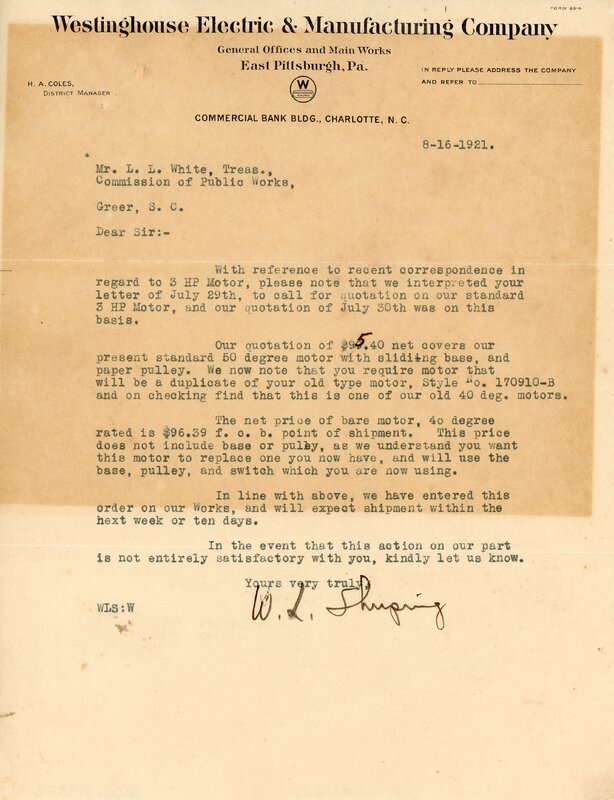 FORM 89-A
Westinghouse Electric & Manufacturing Company
General Offices and Main Works
East Pittsburgh, Pa.
IN REPLY PLEASE ADDRESS THE COMPANY
AND REFER TO
H. A. COLES,
DISTRICT MANAGER
W
COMMERCIAL BANK BLDG., CHARLOTTE, N. C.
8-16-1921.
*
Mr. L. L. White, Treas.,
Commission of Public Works,
Greer, S. C.
Dear Sir:-
With reference to recent correspondence in
regard to 3 HP Motor, please note that we interpreted your
letter of July 29th, to call for quotation on our standard
3 HP Motor, and our quotation of July 30th was on this
basis.
Our quotation of $95.40 net covers our
present standard 50 degree motor with slidiing base, and
paper pulley. We now note that you require motor that
will be a duplicate of your old type motor, Style No. 170910-B
and on checking find that this is one of our old 40 deg. motors.
The net price of bare motor, 4o degree
rated is $96.39 f. o. b. point of shipment. This price
does not include base or pulley, as we understand you want
this motor to replace one you now have, and will use the
base, pulley, and switch which you are now using.
In line with above, we have entered this
order on our Works, and will expect shipment within the
hext week or ten days.
In the event that this action on our part
is not entirely satisfactory with you, kindly let us know.
Yours very truly,
W. L. Shuping
WLS:W